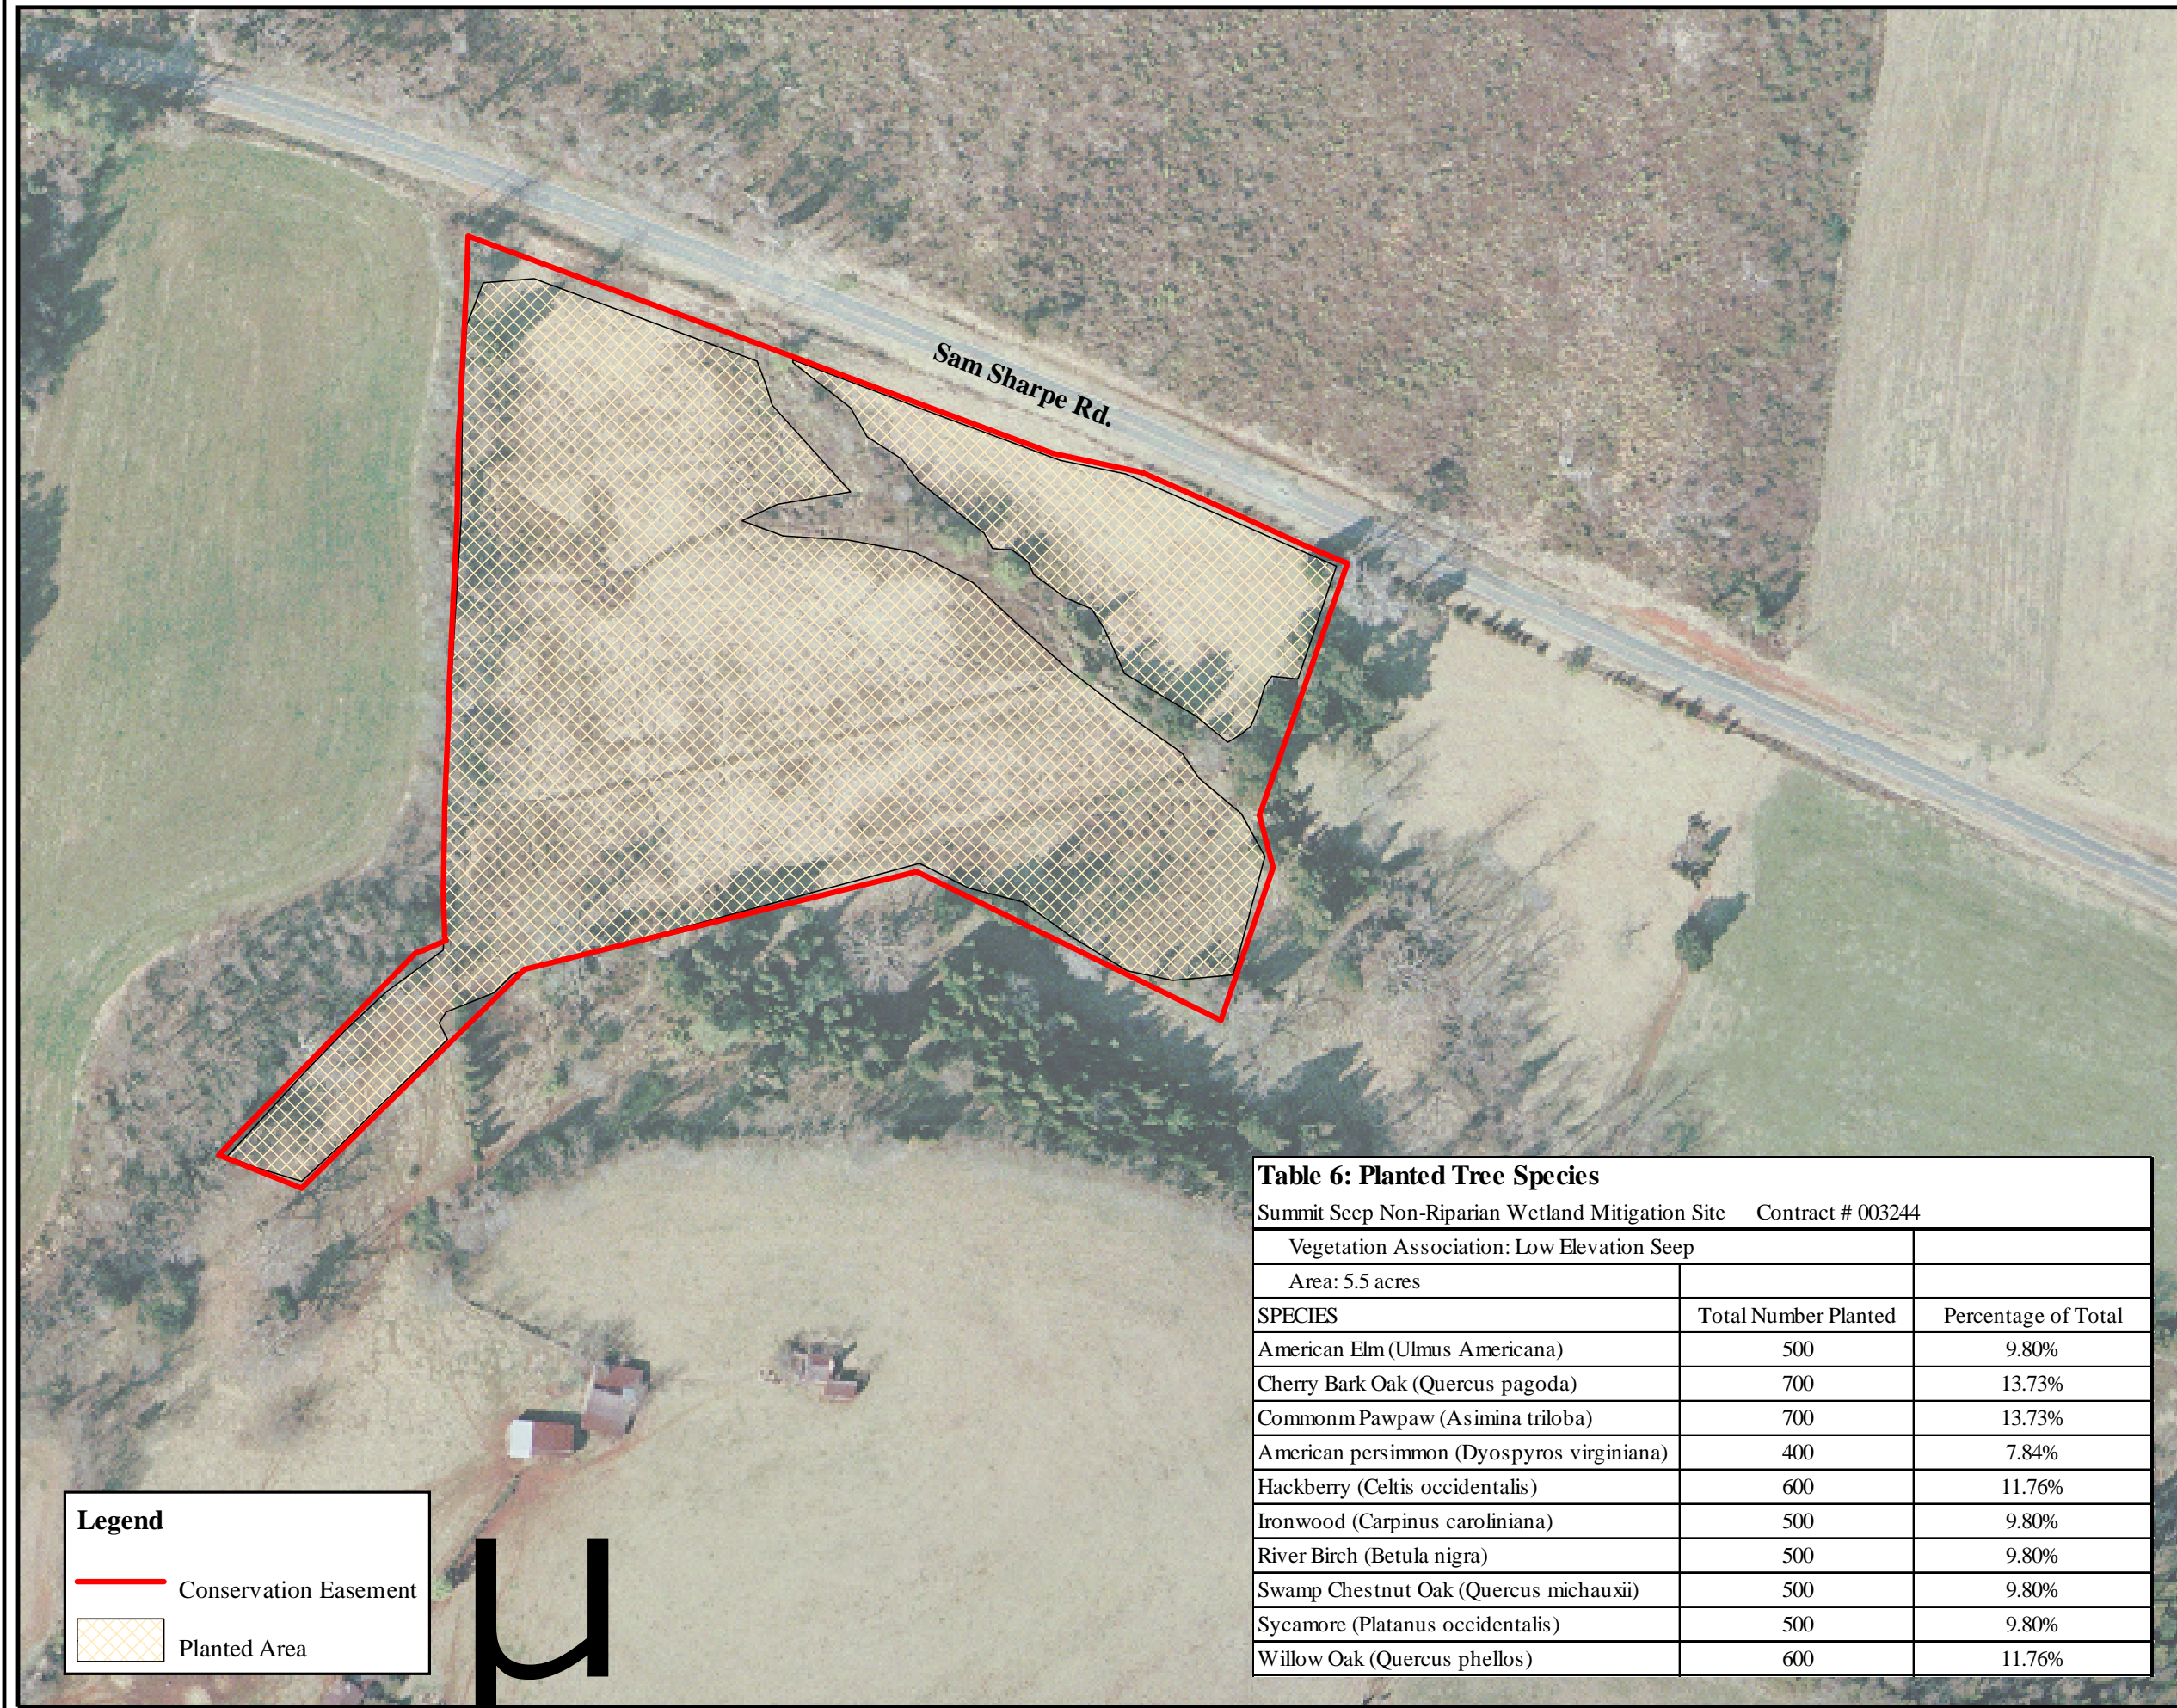 Sam Sharpe Rd.
Table 6: Planted Tree Species
Summit Seep Non-Riparian Wetland Mitigation Site Contract # 003244
Vegetation Association: Low Elevation Seep
Area: 5.5 acres
SPECIES Total Number Planted Percentage of Total
American Elm (Ulmus Americana) 500 9.80%
Cherry Bark Oak (Quercus pagoda) 700 13.73%
Commonm Pawpaw (Asimina triloba) 700 13.73%
American persimmon (Dyospyros virginiana) 400 7.84%
Hackberry (Celtis occidentalis) 600 11.76%
Ironwood (Carpinus caroliniana) 500 9.80%
River Birch (Betula nigra) 500 9.80%
Swamp Chestnut Oak (Quercus michauxii) 500 9.80%
Sycamore (Platanus occidentalis) 500 9.80%
Willow Oak (Quercus phellos) 600 11.76%
Legend
Conservation Easement
Planted Area
µ